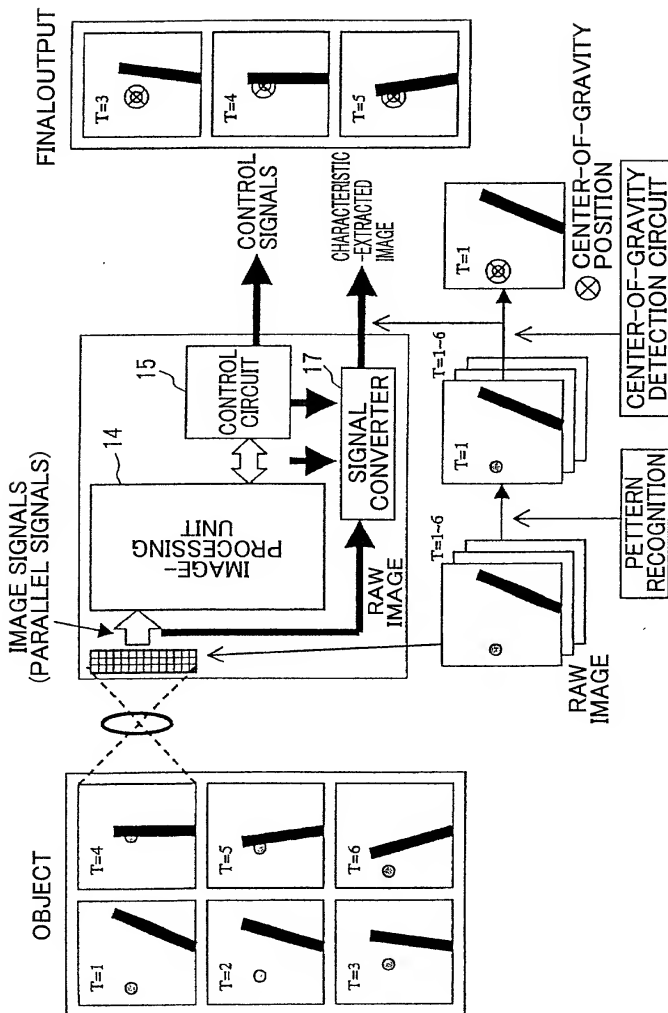 OBJECT
T=1
T=4
T=2
T=5
T=3
T=6
IMAGE SIGNALS
(PARALLEL SIGNALS)
14
IMAGE-
PROCESSING
UNIT
15
CONTROL
CIRCUIT
17
SIGNAL
CONVERTER
RAW
IMAGE
CONTROL
SIGNALS
CHARACTERISTIC
-EXTRACTED
IMAGE
FINALOUTPUT
T=3
T=4
T=5
T=1~6
RAW
IMAGE
PETTERN
RECOGNITION
T=1~6
T=1
CENTER-OF-GRAVITY
DETECTION CIRCUIT
T=1
CENTER-OF-GRAVITY
POSITION